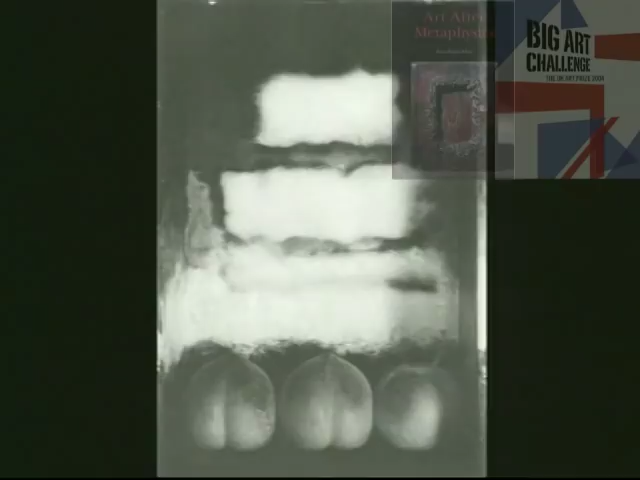 Art After
Metaphysics
BIG ART
CHALLENGE
THE UK ART PRIZE 2004